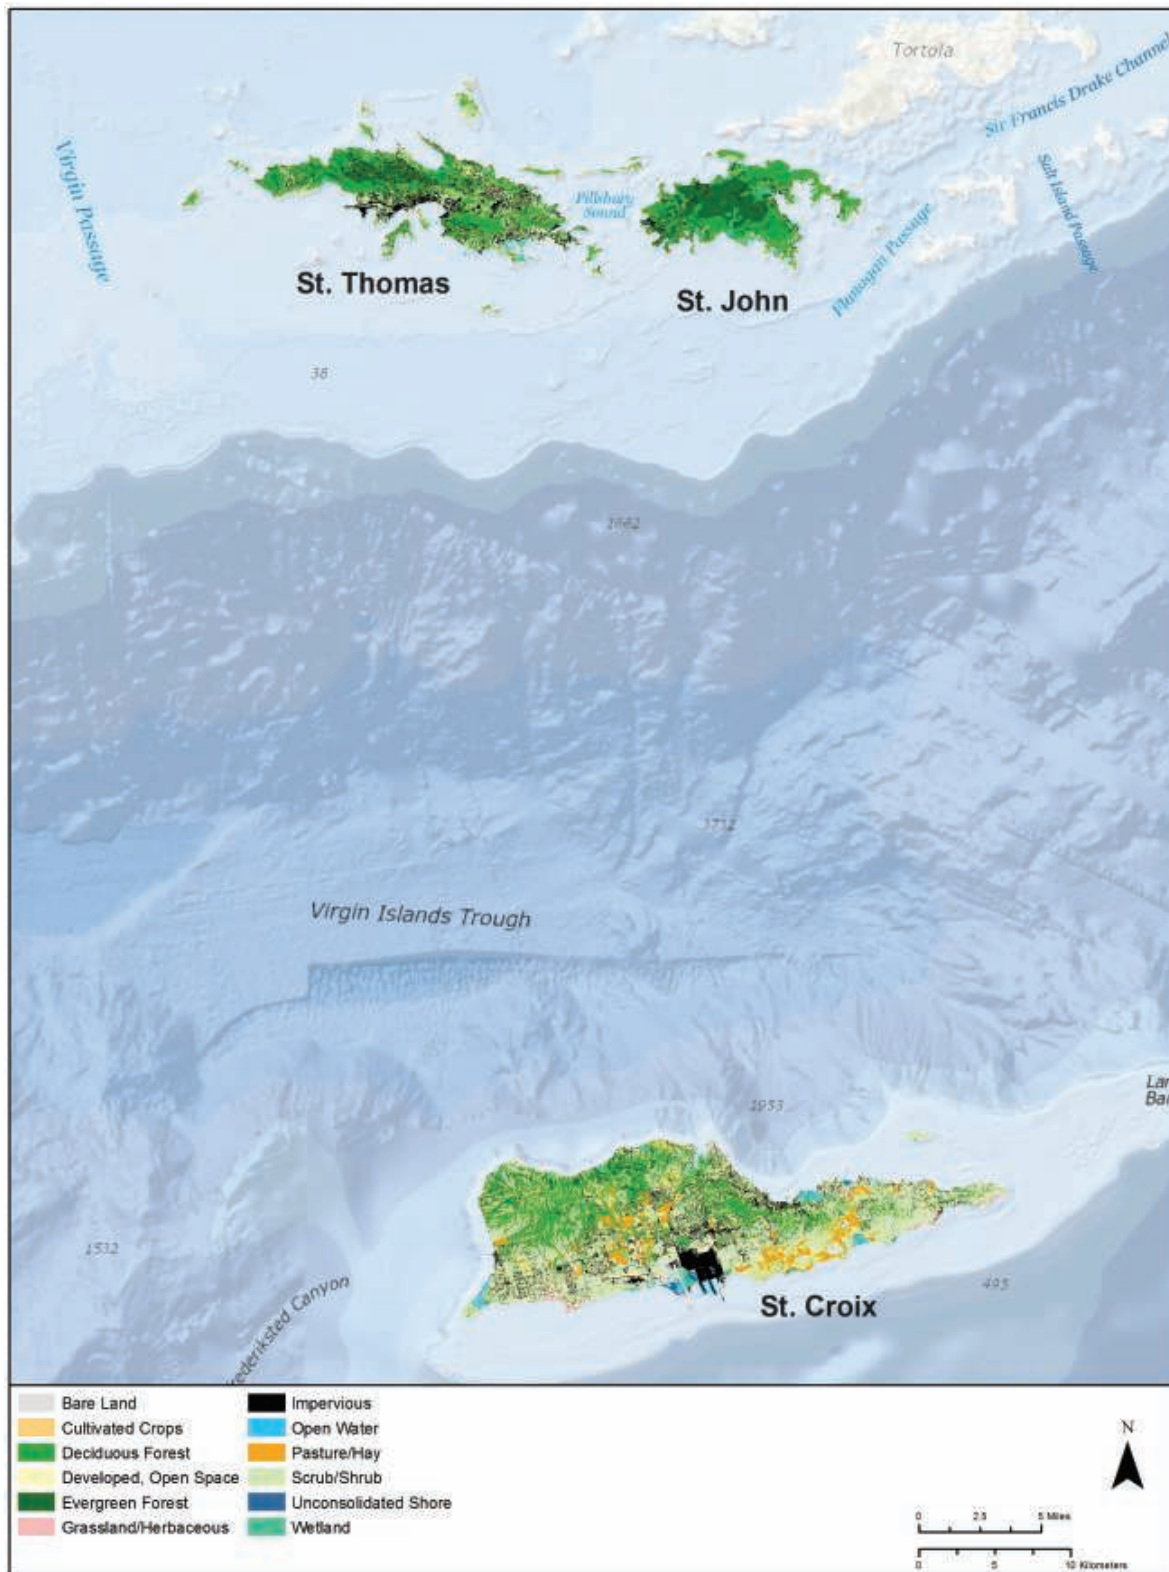 Tortola
Sir Francis Drake Channel
Virgin Passage
Salt Island Passage
Pillsbury
Sound
Flanagan Passage
St. Thomas
St. John
38
1662
3712
Virgin Islands Trough
1953
Lan
Ban
1532
495
St. Croix
rederiksted Canyon
Bare Land
Cultivated Crops
Deciduous Forest
Developed, Open Space
Evergreen Forest
Grassland/Herbaceous
Impervious
Open Water
Pasture/Hay
Scrub/Shrub
Unconsolidated Shore
Wetland
N
0 2.5 5 Miles
0 5 10 Kilometers